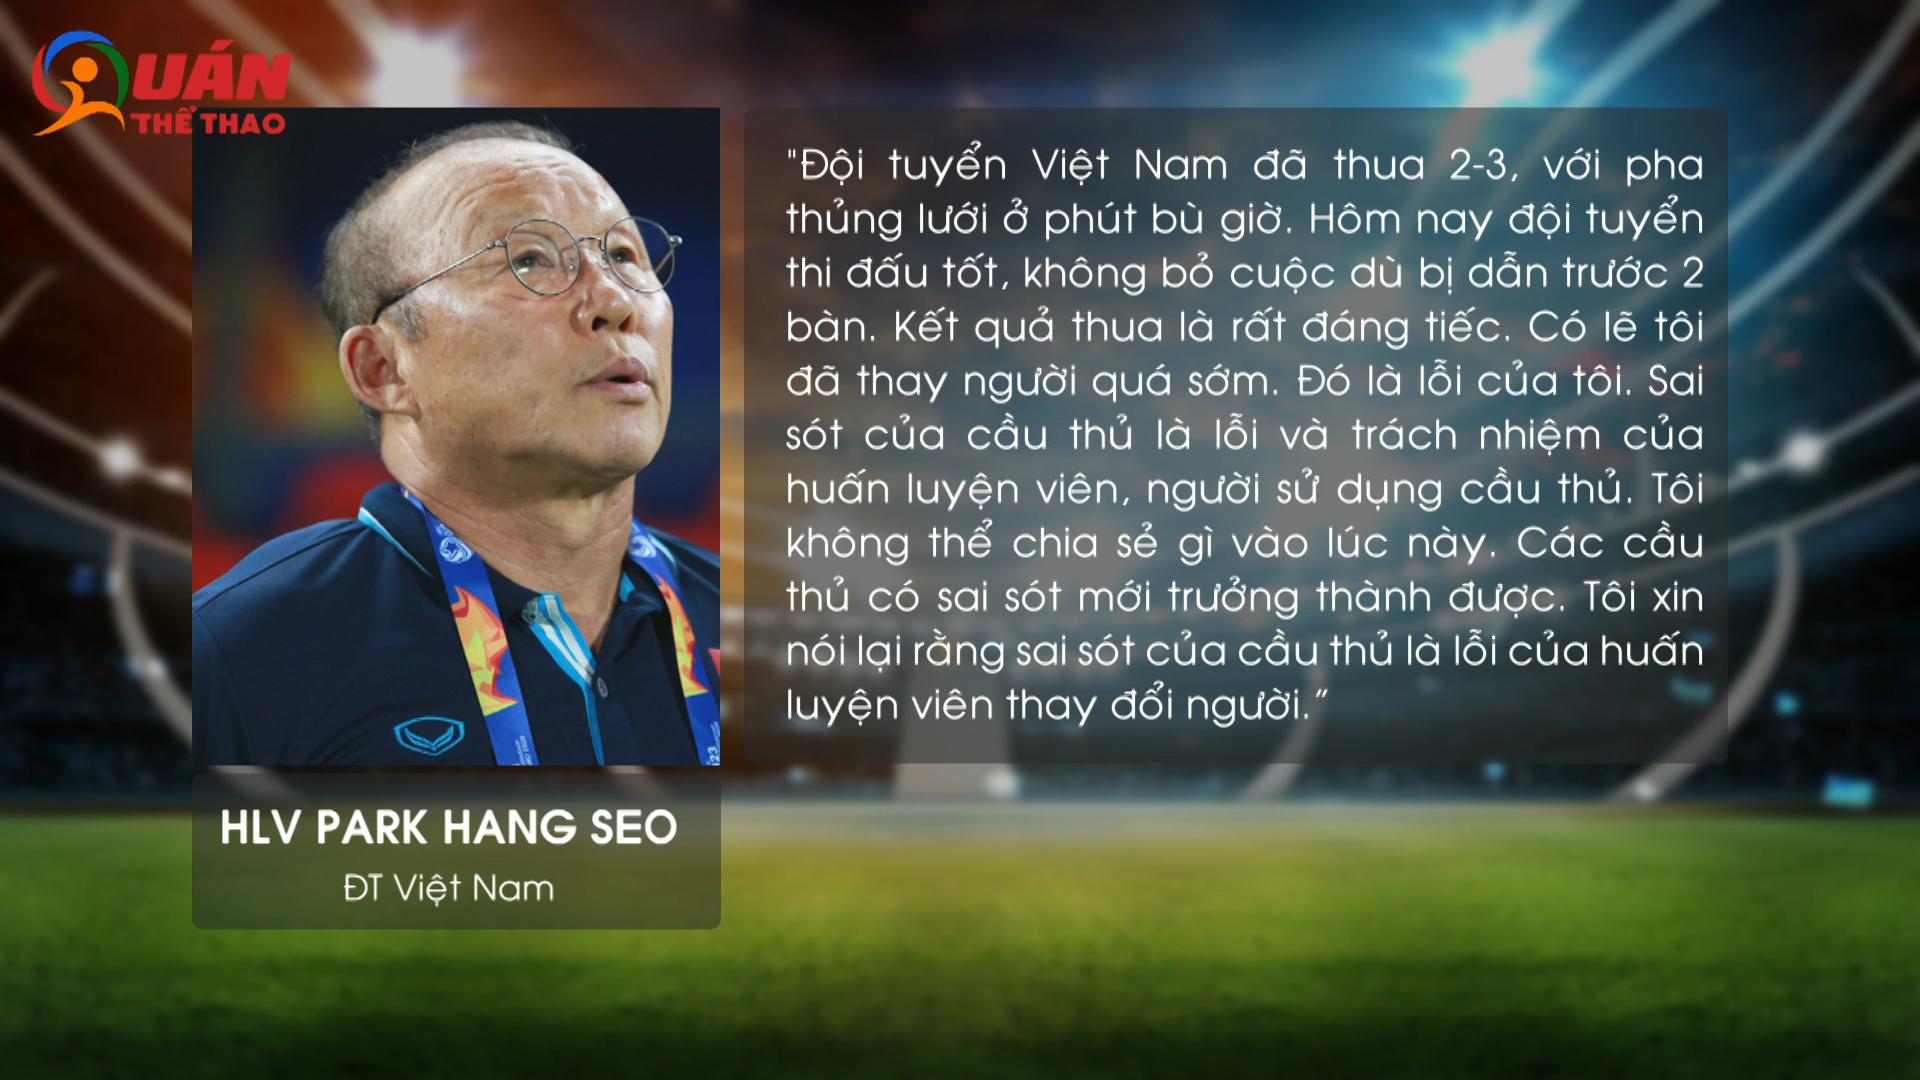 QUÁN
THỂ THAO
"Đội tuyển Việt Nam đã thua 2-3, với pha
thủng lưới ở phút bù giờ. Hôm nay đội tuyển
thi đấu tốt, không bỏ cuộc dù bị dẫn trước 2
bàn. Kết quả thua là rất đáng tiếc. Có lẽ tôi
đã thay người quá sớm. Đó là lỗi của tôi. Sai
sót của cầu thủ là lỗi và trách nhiệm của
huấn luyện viên, người sử dụng cầu thủ. Tôi
không thể chia sẻ gì vào lúc này. Các cầu
thủ có sai sót mới trưởng thành được. Tôi xin
nói lại rằng sai sót của cầu thủ là lỗi của huấn
luyện viên thay đổi người.”
HLV PARK HANG SEO
ĐT Việt Nam